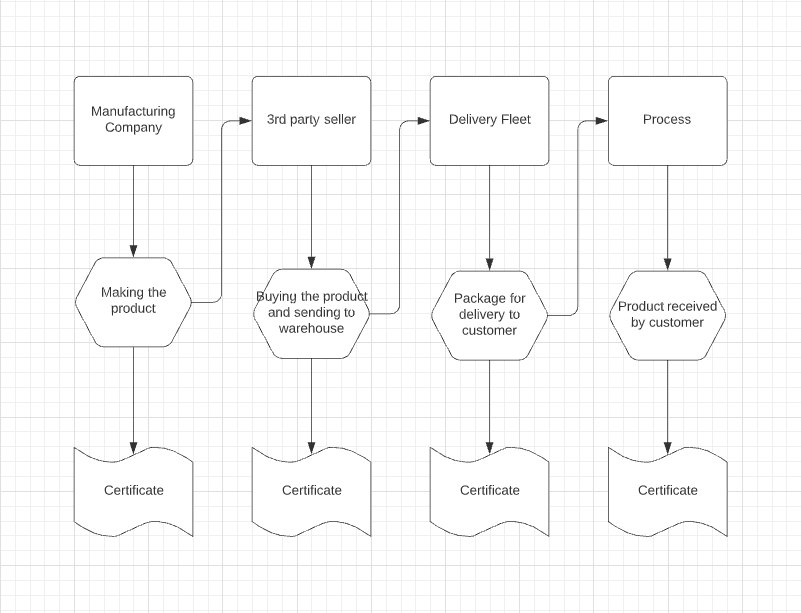 Manufacturing
Company
3rd party seller
Delivery Fleet
Process
Making the
product
Buying the product
and sending to
warehouse
Package for
delivery to
customer
Product received
by customer
Certificate
Certificate
Certificate
Certificate